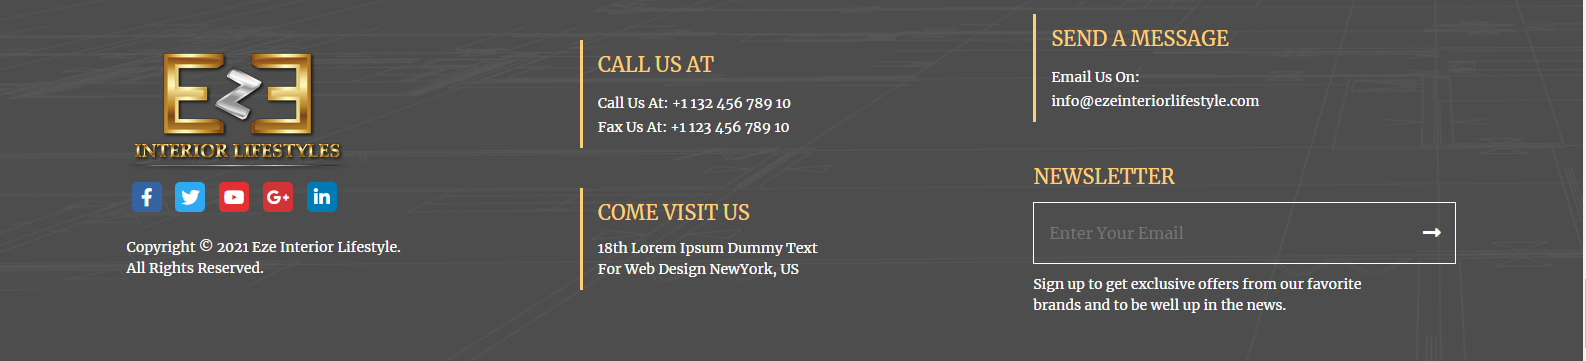 EZE
INTERIOR LIFESTYLES
Copyright © 2021 Eze Interior Lifestyle.
All Rights Reserved.
CALL US AT
Call Us At: +1 132 456 789 10
Fax Us At: +1 123 456 789 10
COME VISIT US
18th Lorem Ipsum Dummy Text
For Web Design NewYork, US
SEND A MESSAGE
Email Us On:
info@ezeinteriorlifestyle.com
NEWSLETTER
Enter Your Email
Sign up to get exclusive offers from our favorite
brands and to be well up in the news.